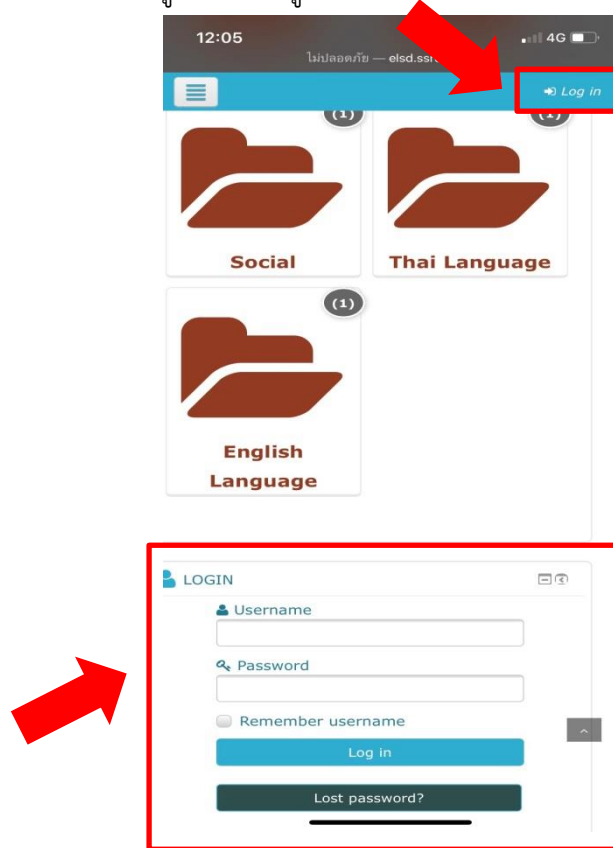 12:05
4G
ไม่ปลอดภัย — elsd.ssru
Log in
(1)
(1)
Social
Thai Language
(1)
English
Language
LOGIN
Username
Password
Remember username
Log in
Lost password?